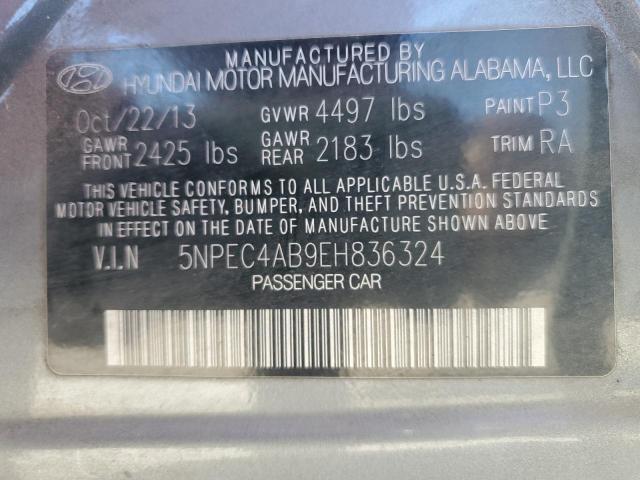 MANUFACTURED BY
HYUNDAI MOTOR MANUFACTURING ALABAMA, LLC
Oct/22/13 GVWR 4497 lbs PAINT P3
GAWR FRONT 2425 lbs GAWR REAR 2183 lbs TRIM RA
THIS VEHICLE CONFORMS TO ALL APPLICABLE U.S.A. FEDERAL
MOTOR VEHICLE SAFETY, BUMPER, AND THEFT PREVENTION STANDARDS
IN EFFECT ON THE DATE OF MANUFACTURE SHOWN ABOVE.
V.I.N 5NPEC4AB9EH836324
PASSENGER CAR